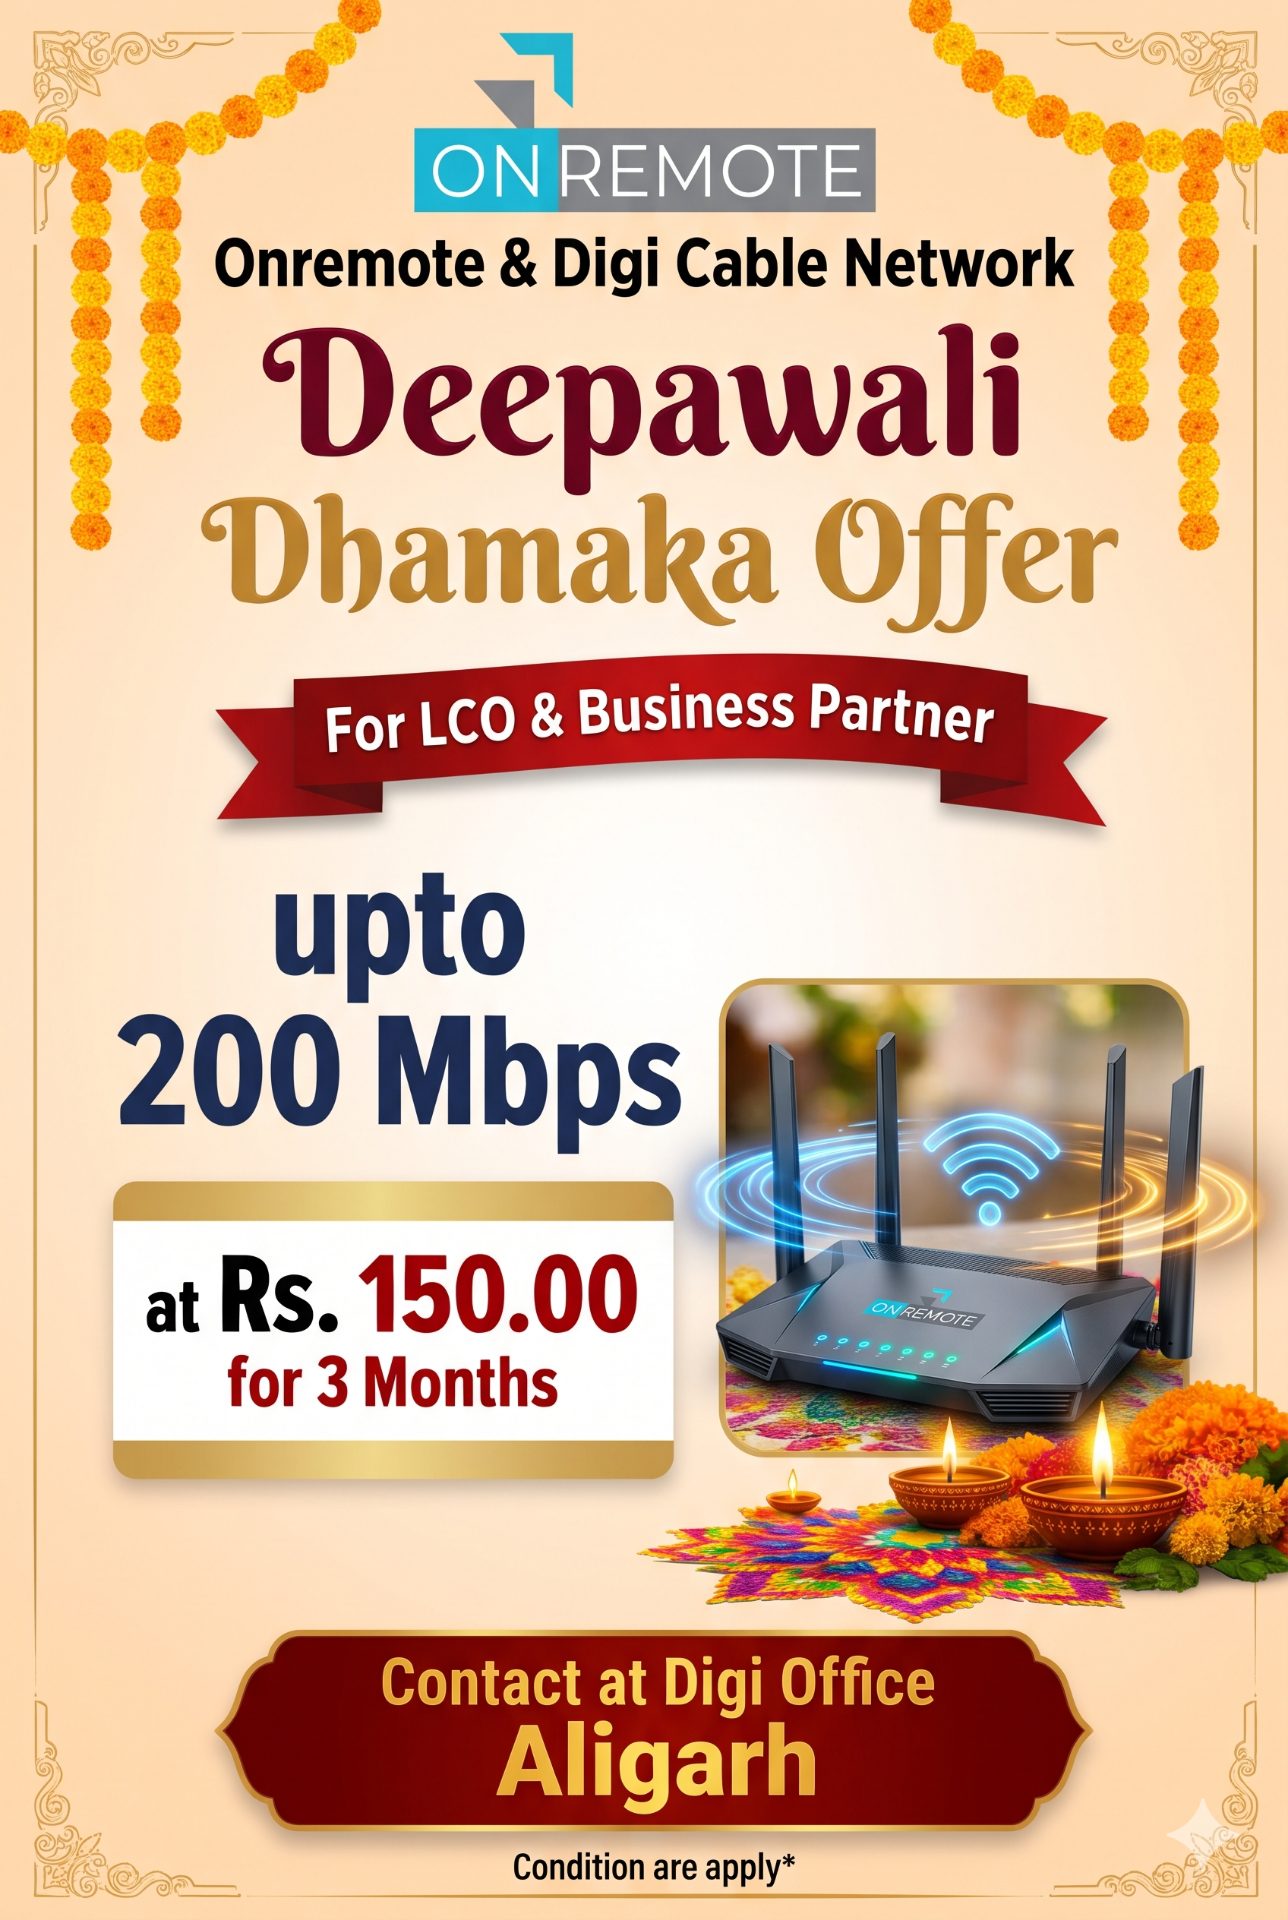 ONREMOTE
Onremote & Digi Cable Network
Deepawali
Dhamaka Offer
For LCO & Business Partner
upto
200 Mbps
at Rs. 150.00
for 3 Months
ONREMOTE
Contact at Digi Office
Aligarh
Condition are apply*